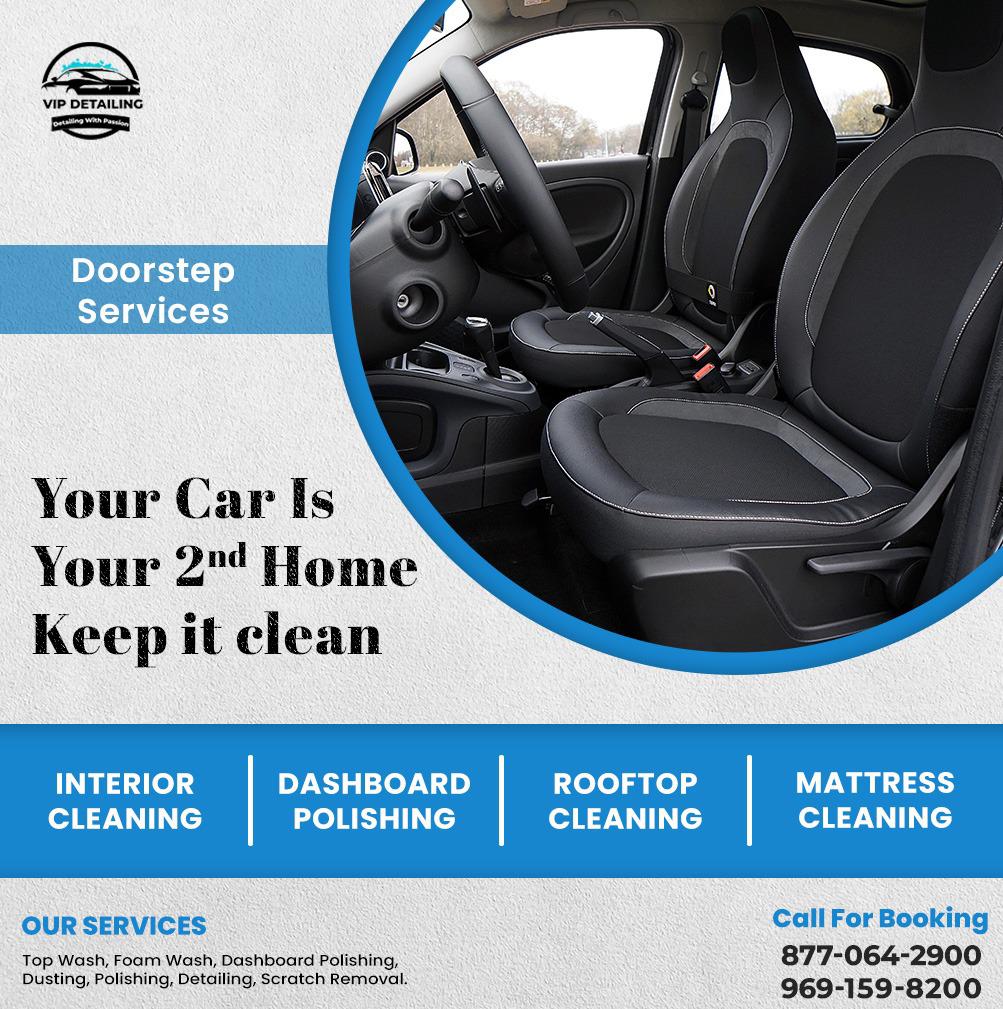 VIP DETAILING
Detailing With Passion
Doorstep
Services
Your Car Is
Your 2nd Home
Keep it clean
INTERIOR
CLEANING
DASHBOARD
POLISHING
ROOFTOP
CLEANING
MATTRESS
CLEANING
OUR SERVICES
Top Wash, Foam Wash, Dashboard Polishing,
Dusting, Polishing, Detailing, Scratch Removal.
Call For Booking
877-064-2900
969-159-8200